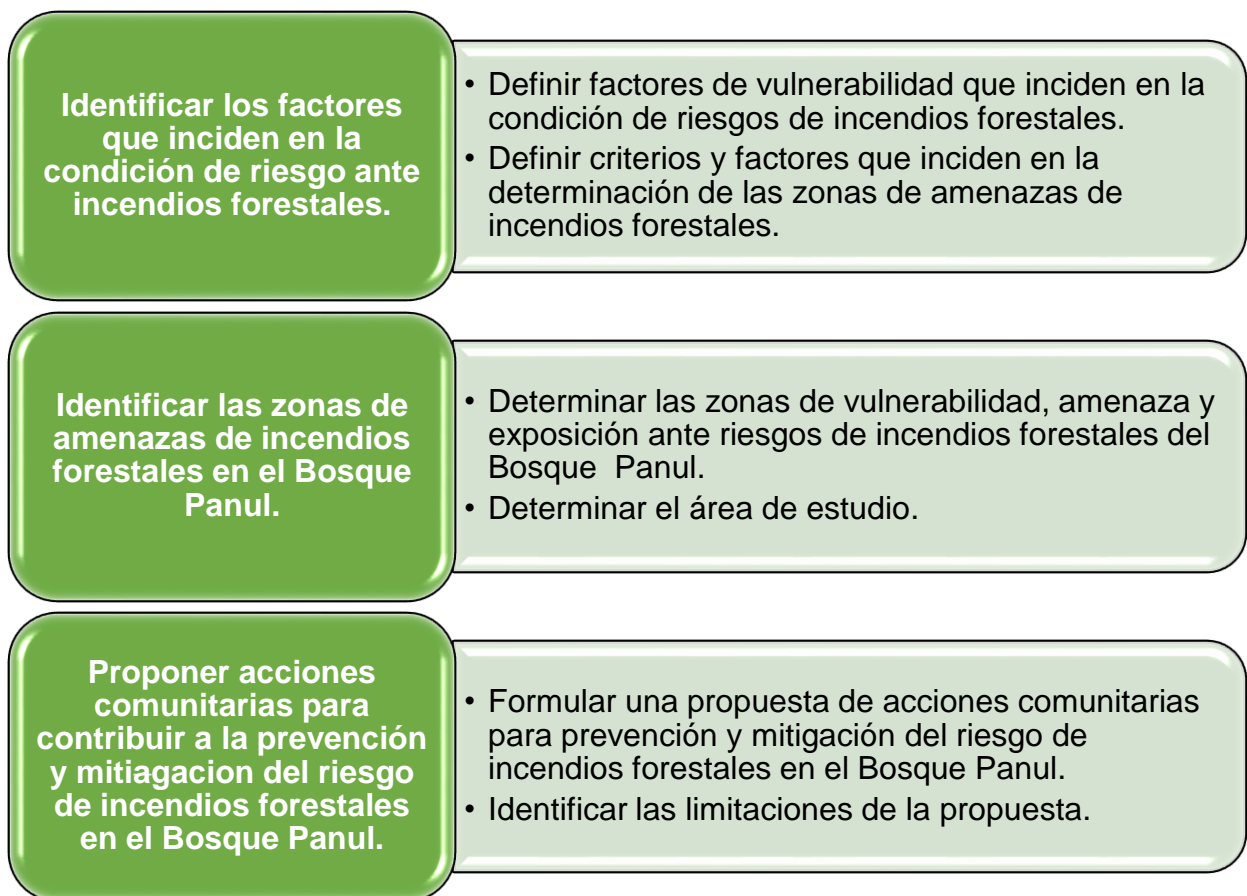 Identificar los factores
que inciden en la
condición de riesgo ante
incendios forestales.
• Definir factores de vulnerabilidad que inciden en la
condición de riesgos de incendios forestales.
• Definir criterios y factores que inciden en la
determinación de las zonas de amenazas de
incendios forestales.
Identificar las zonas de
amenazas de incendios
forestales en el Bosque
Panul.
• Determinar las zonas de vulnerabilidad, amenaza y
exposición ante riesgos de incendios forestales del
Bosque Panul.
• Determinar el área de estudio.
Proponer acciones
comunitarias para
contribuir a la prevención
y mitiagacion del riesgo
de incendios forestales
en el Bosque Panul.
• Formular una propuesta de acciones comunitarias
para prevención y mitigación del riesgo de
incendios forestales en el Bosque Panul.
• Identificar las limitaciones de la propuesta.